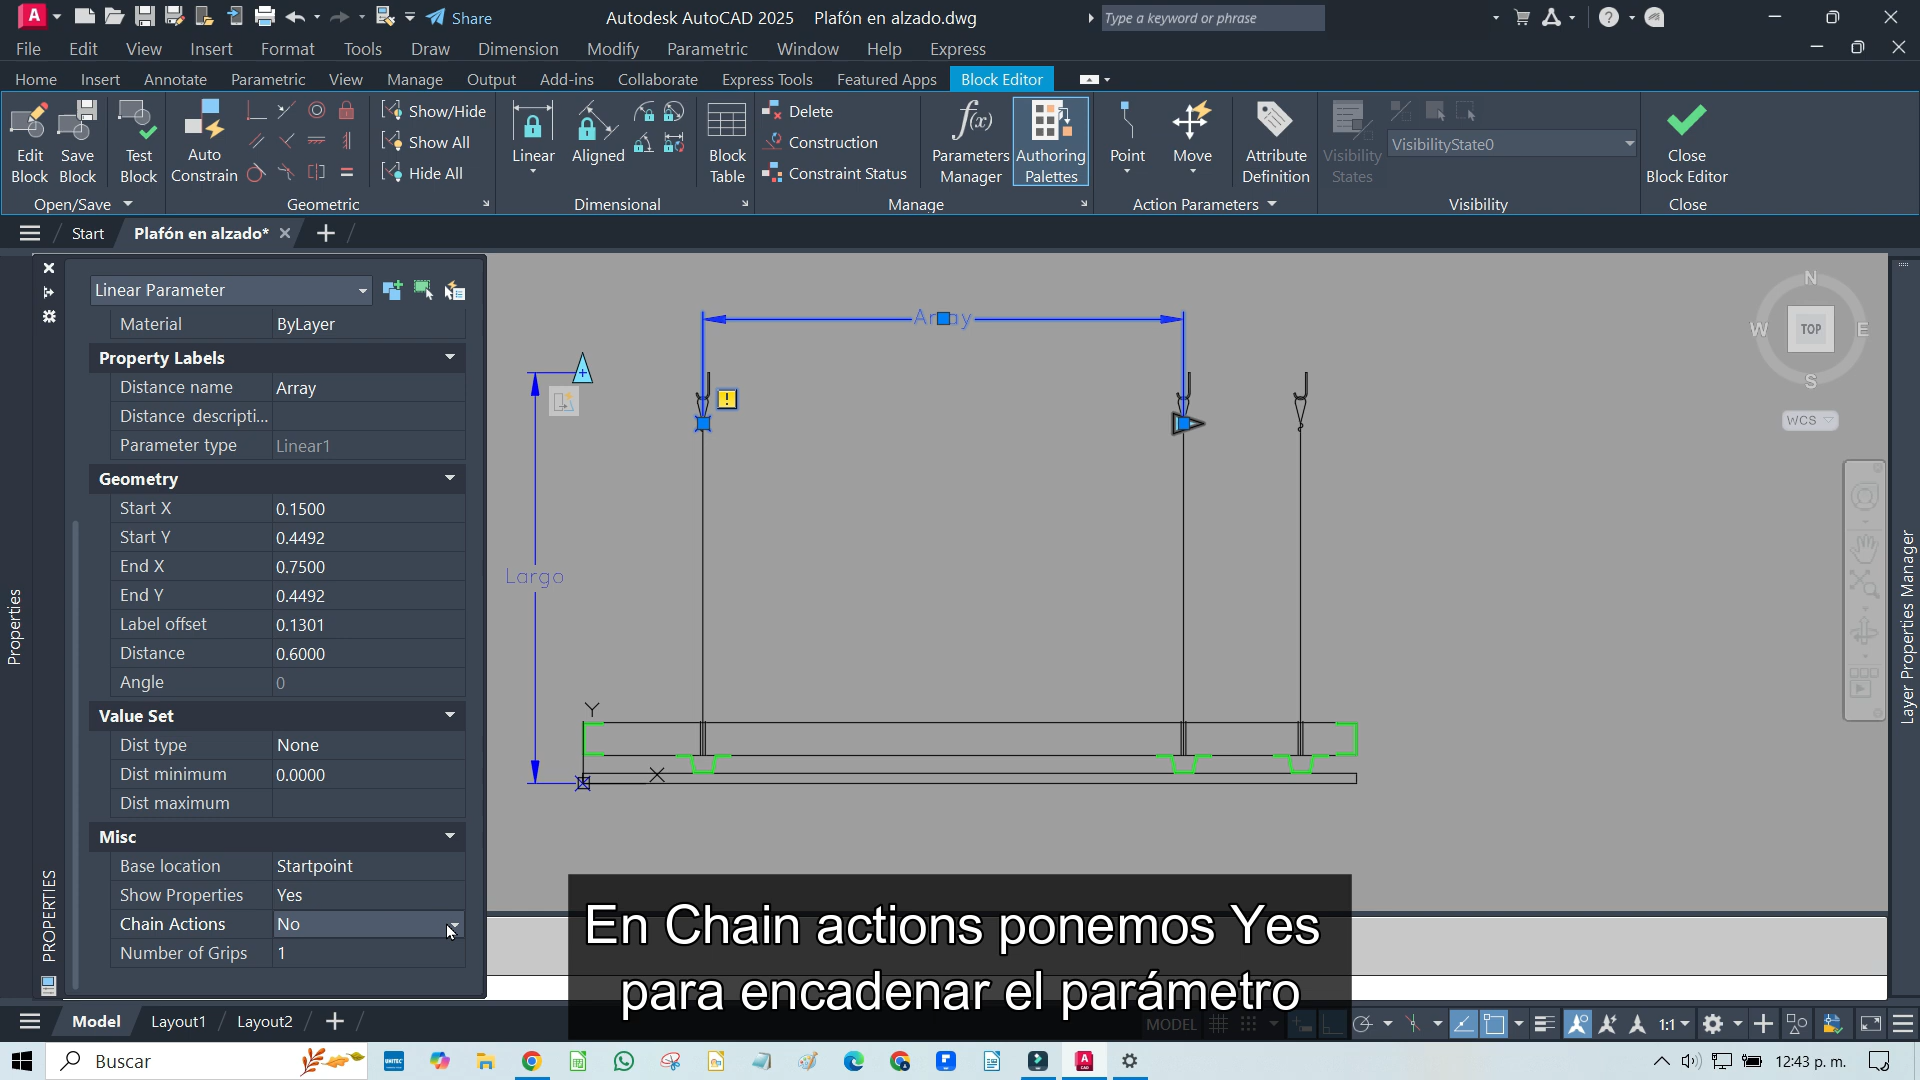 Share
Autodesk AutoCAD 2025 Plafón en alzado.dwg
Type a keyword or phrase
File Edit View Insert Format Tools Draw Dimension Modify Parametric Window Help Express
Home Insert Annotate Parametric View Manage Output Add-ins Collaborate Express Tools Featured Apps Block Editor
Edit Block
Save Block
Test Block
Open/Save
Auto Constrain
Show/Hide
Show All
Hide All
Geometric
Linear
Aligned
Dimensional
Block Table
Delete
Construction
Constraint Status
Parameters Manager
Authoring Palettes
Manage
Point
Move
Action Parameters
Attribute Definition
Visibility States
VisibilityState0
Visibility
Close Block Editor
Close
Start
Plafón en alzado*
Linear Parameter
Material ByLayer
Property Labels
Distance name Array
Distance descripti...
Parameter type Linear1
Geometry
Start X 0.1500
Start Y 0.4492
End X 0.7500
End Y 0.4492
Label offset 0.1301
Distance 0.6000
Angle 0
Value Set
Dist type None
Dist minimum 0.0000
Dist maximum
Misc
Base location Startpoint
Show Properties Yes
Chain Actions No
Number of Grips 1
Properties
PROPERTIES
Array
Largo
Y
X
N
W TOP E
S
WCS
Layer Properties Manager
En Chain actions ponemos Yes
para encadenar el parámetro
Model Layout1 Layout2
MODEL
1:1
Buscar
12:43 p. m.